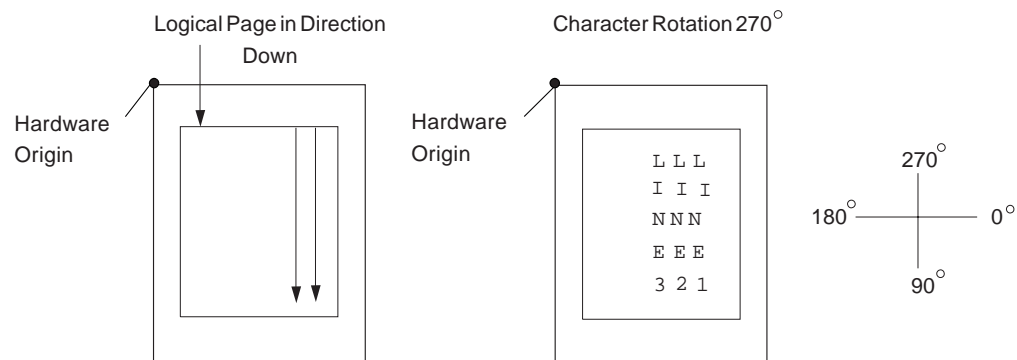 Logical Page in Direction
Down
Hardware
Origin
Character Rotation 270°
Hardware
Origin
L L L
I I I
N N N
E E E
3 2 1
270°
180°
0°
90°